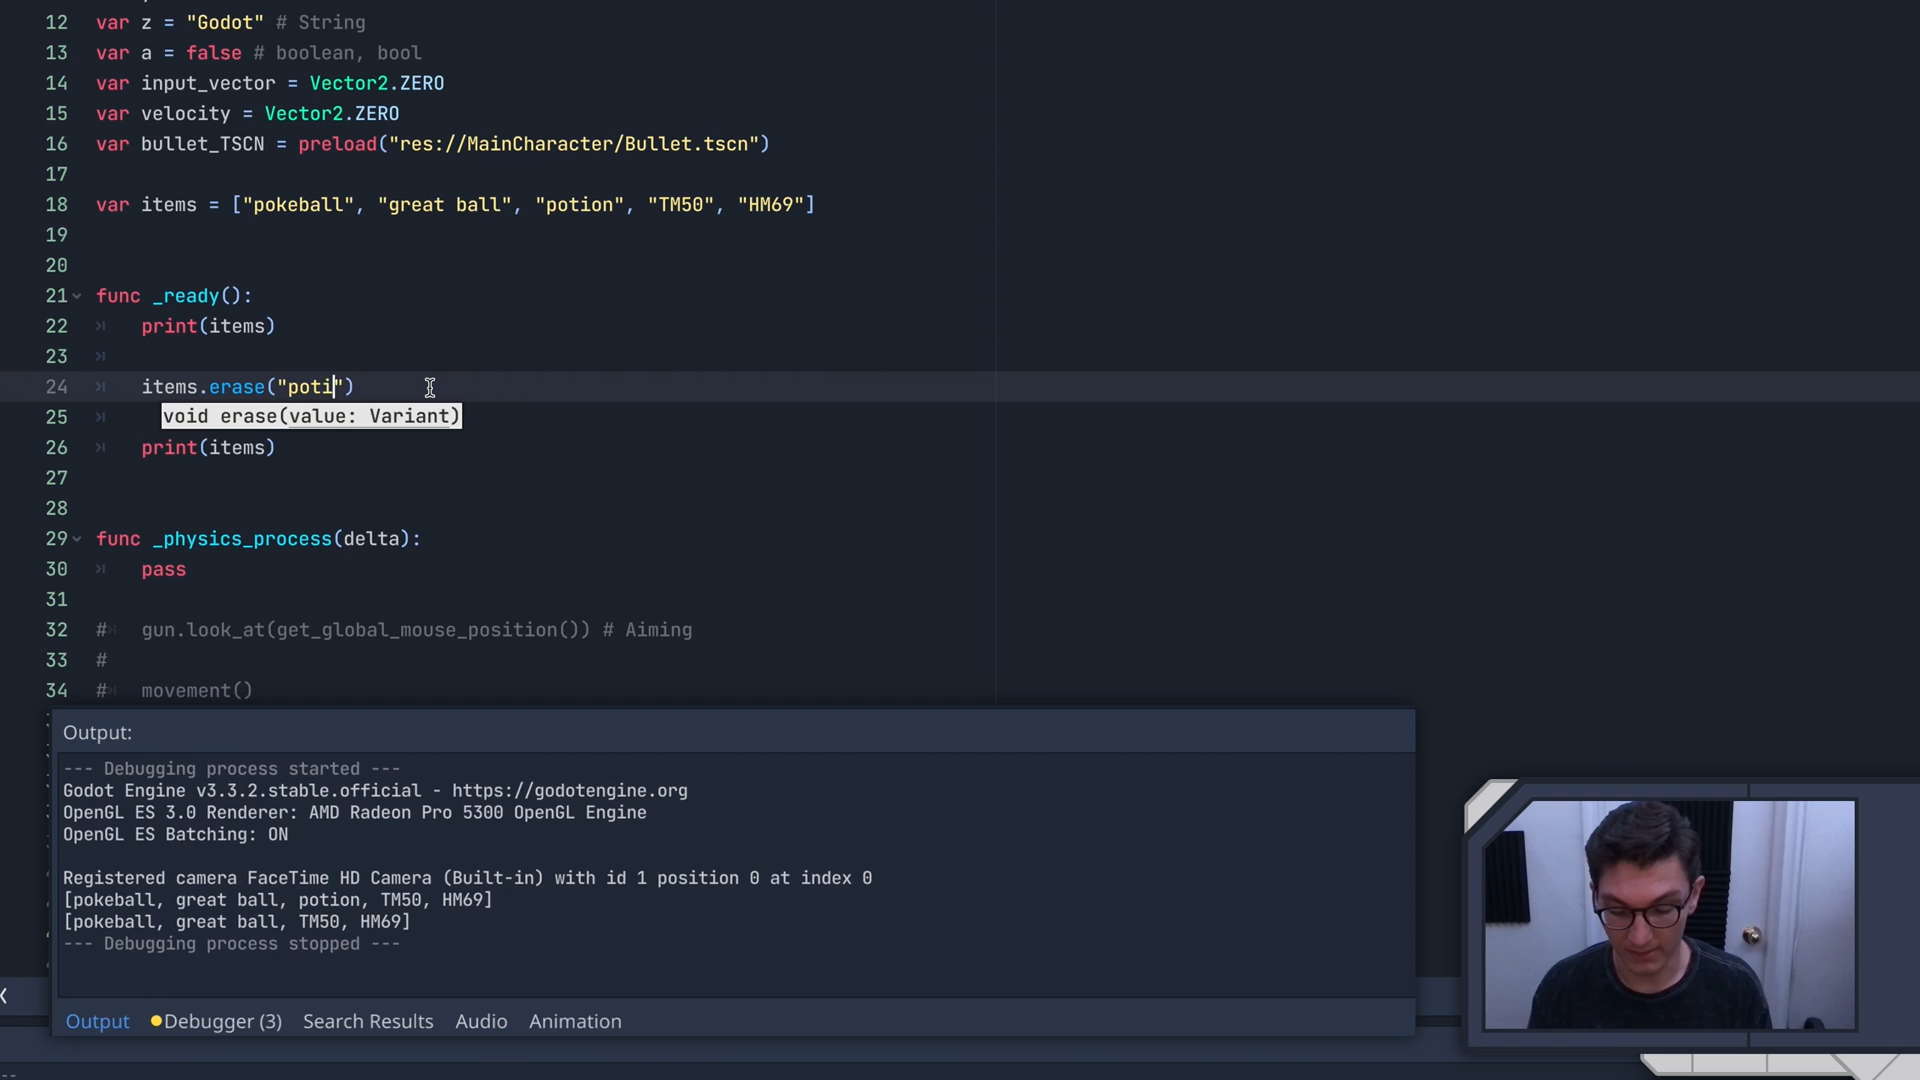 12 var z = "Godot" # String
13 var a = false # boolean, bool
14 var input_vector = Vector2.ZERO
15 var velocity = Vector2.ZERO
16 var bullet_TSCN = preload("res://MainCharacter/Bullet.tscn")
17
18 var items = ["pokeball", "great ball", "potion", "TM50", "HM69"]
19
20
21 func _ready():
22 print(items)
23
24 items.erase("poti")
25 void erase(value: Variant)
26 print(items)
27
28
29 func _physics_process(delta):
30 pass
31
32 # gun.look_at(get_global_mouse_position()) # Aiming
33 #
34 # movement()
Output:
--- Debugging process started ---
Godot Engine v3.3.2.stable.official - https://godotengine.org
OpenGL ES 3.0 Renderer: AMD Radeon Pro 5300 OpenGL Engine
OpenGL ES Batching: ON
Registered camera FaceTime HD Camera (Built-in) with id 1 position 0 at index 0
[pokeball, great ball, potion, TM50, HM69]
[pokeball, great ball, TM50, HM69]
--- Debugging process stopped ---
Output Debugger (3) Search Results Audio Animation